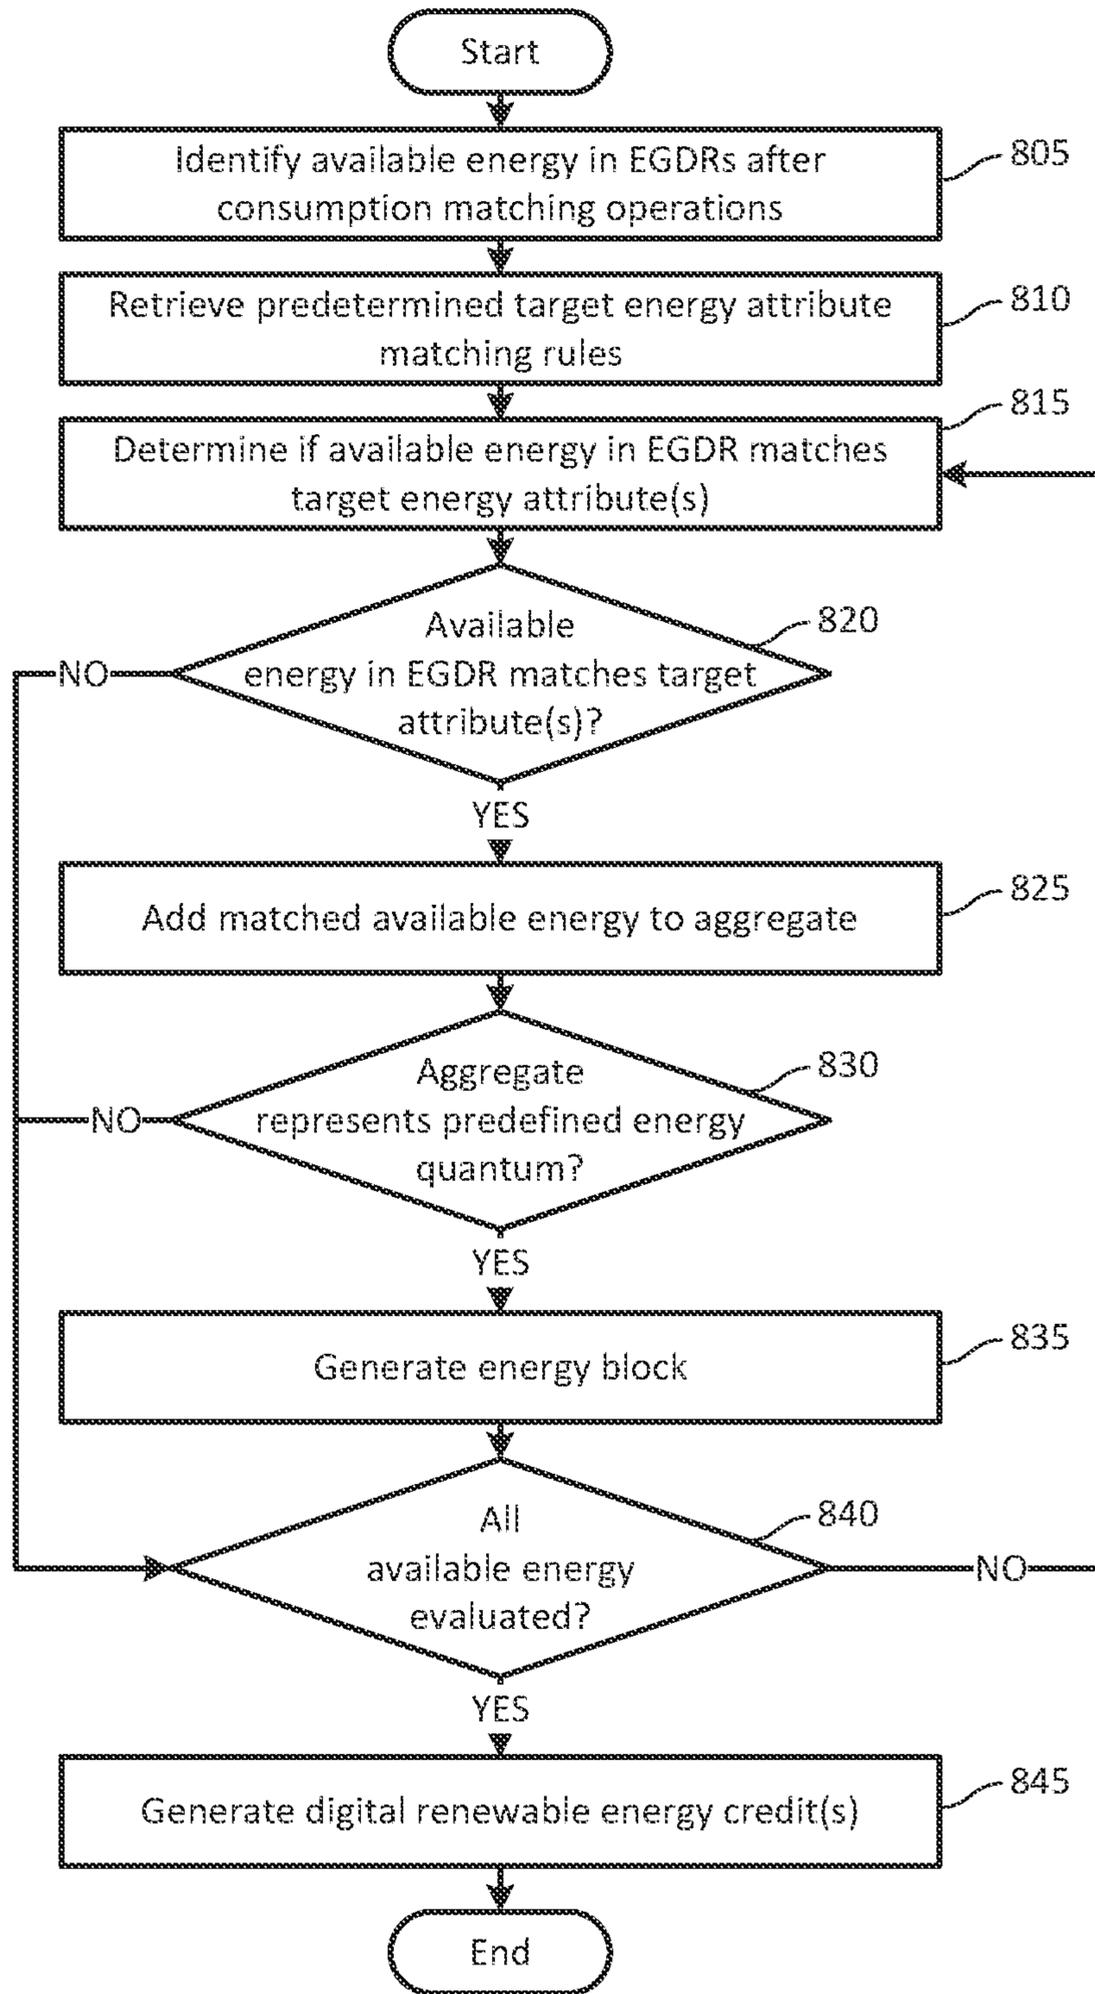 Start
Identify available energy in EGDRs after
consumption matching operations
805
Retrieve predetermined target energy attribute
matching rules
810
815
Determine if available energy in EGDR matches
target energy attribute(s)
820
Available
energy in EGDR matches target
attribute(s)?
NO
YES
825
Add matched available energy to aggregate
830
Aggregate
represents predefined energy
quantum?
NO
YES
835
Generate energy block
840
All
available energy
evaluated?
NO
YES
845
Generate digital renewable energy credit(s)
End